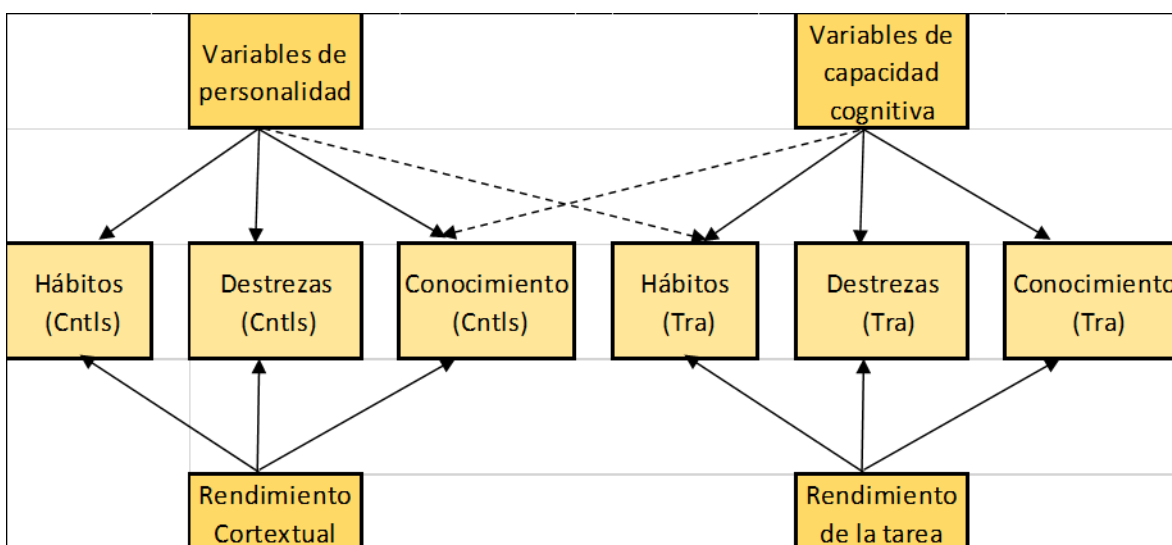 Variables de
personalidad
Variables de
capacidad
cognitiva
Hábitos
(Cntls)
Destrezas
(Cntls)
Conocimiento
(Cntls)
Hábitos
(Tra)
Destrezas
(Tra)
Conocimiento
(Tra)
Rendimiento
Cortextual
Rendimiento
de la tarea